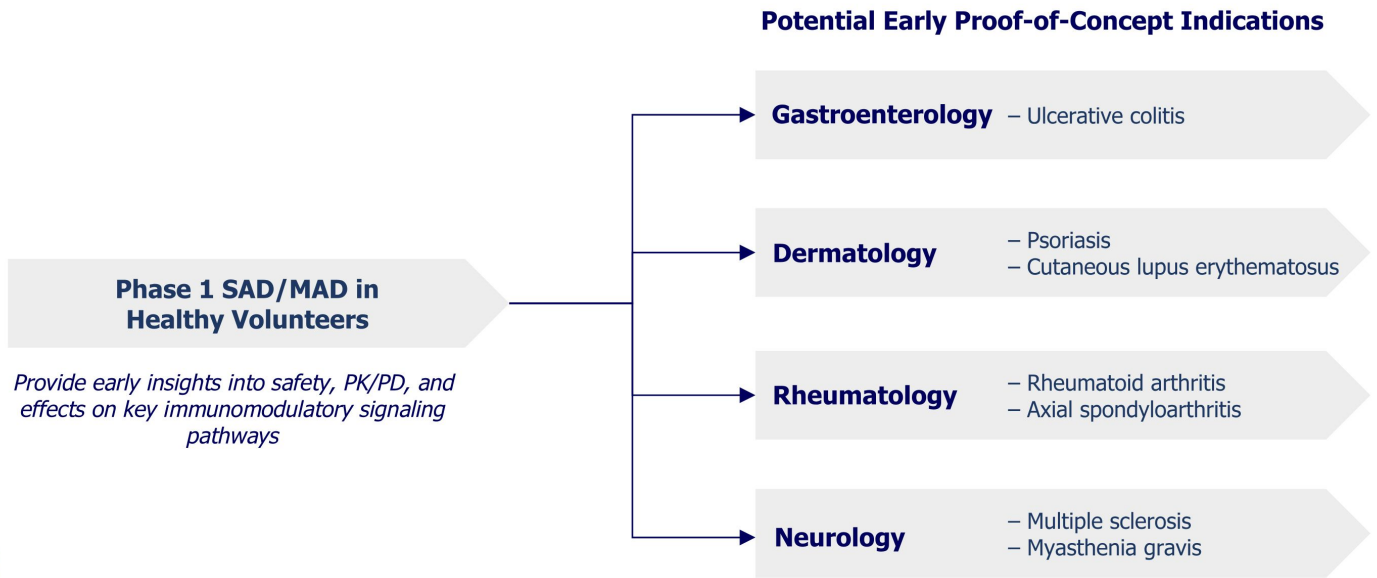 Potential Early Proof-of-Concept Indications
Gastroenterology – Ulcerative colitis
Dermatology
– Psoriasis
– Cutaneous lupus erythematosus
Phase 1 SAD/MAD in
Healthy Volunteers
Provide early insights into safety, PK/PD, and
effects on key immunomodulatory signaling
pathways
Rheumatology
– Rheumatoid arthritis
– Axial spondyloarthritis
Neurology
– Multiple sclerosis
– Myasthenia gravis